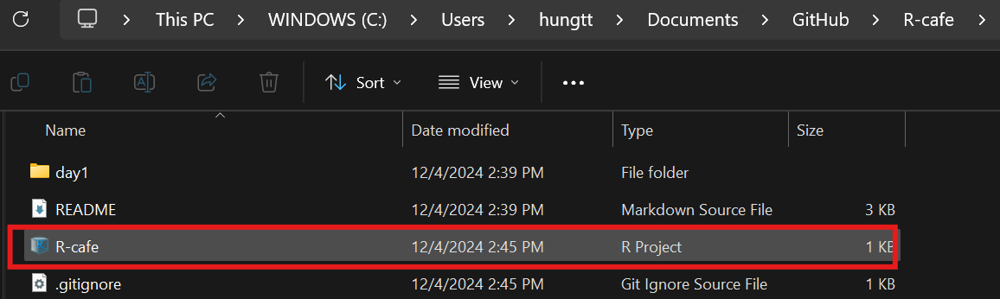 This PC > WINDOWS (C:) > Users > hungtt > Documents > GitHub > R-cafe >
Sort View
Name Date modified Type Size
day1 12/4/2024 2:39 PM File folder
README 12/4/2024 2:39 PM Markdown Source File 3 KB
R-cafe 12/4/2024 2:45 PM R Project 1 KB
.gitignore 12/4/2024 2:45 PM Git Ignore Source File 1 KB